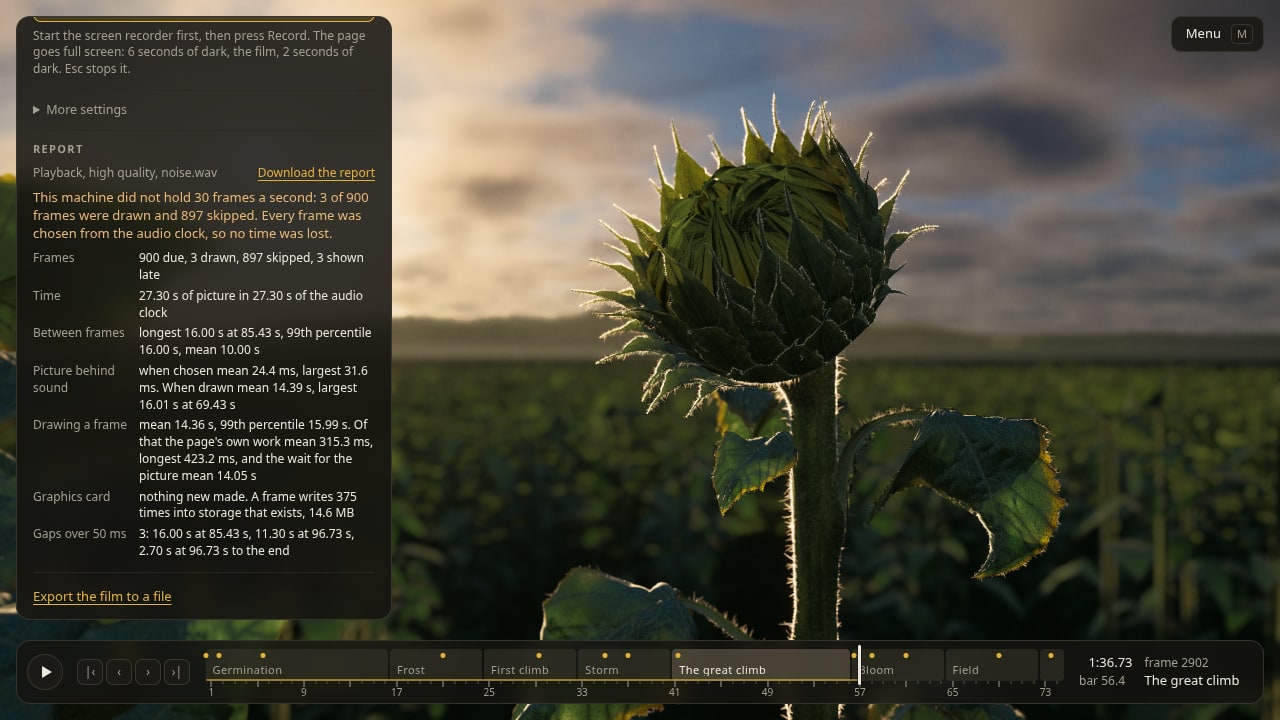 Start the screen recorder first, then press Record. The page
goes full screen: 6 seconds of dark, the film, 2 seconds of
dark. Esc stops it.
More settings
REPORT
Playback, high quality, noise.wav
Download the report
This machine did not hold 30 frames a second: 3 of 900
frames were drawn and 897 skipped. Every frame was
chosen from the audio clock, so no time was lost.
Frames
900 due, 3 drawn, 897 skipped, 3 shown
late
Time
27.30 s of picture in 27.30 s of the audio
clock
Between frames
longest 16.00 s at 85.43 s, 99th percentile
16.00 s, mean 10.00 s
Picture behind
sound
when chosen mean 24.4 ms, largest 31.6
ms. When drawn mean 14.39 s, largest
16.01 s at 69.43 s
Drawing a frame
mean 14.36 s, 99th percentile 15.99 s. Of
that the page's own work mean 315.3 ms,
longest 423.2 ms, and the wait for the
picture mean 14.05 s
Graphics card
nothing new made. A frame writes 375
times into storage that exists, 14.6 MB
Gaps over 50 ms
3: 16.00 s at 85.43 s, 11.30 s at 96.73 s,
2.70 s at 96.73 s to the end
Export the film to a file
Menu M
Germination
Frost
First climb
Storm
The great climb
Bloom
Field
1 9 17 25 33 41 49 57 65 73
1:36.73 frame 2902
bar 56.4 The great climb